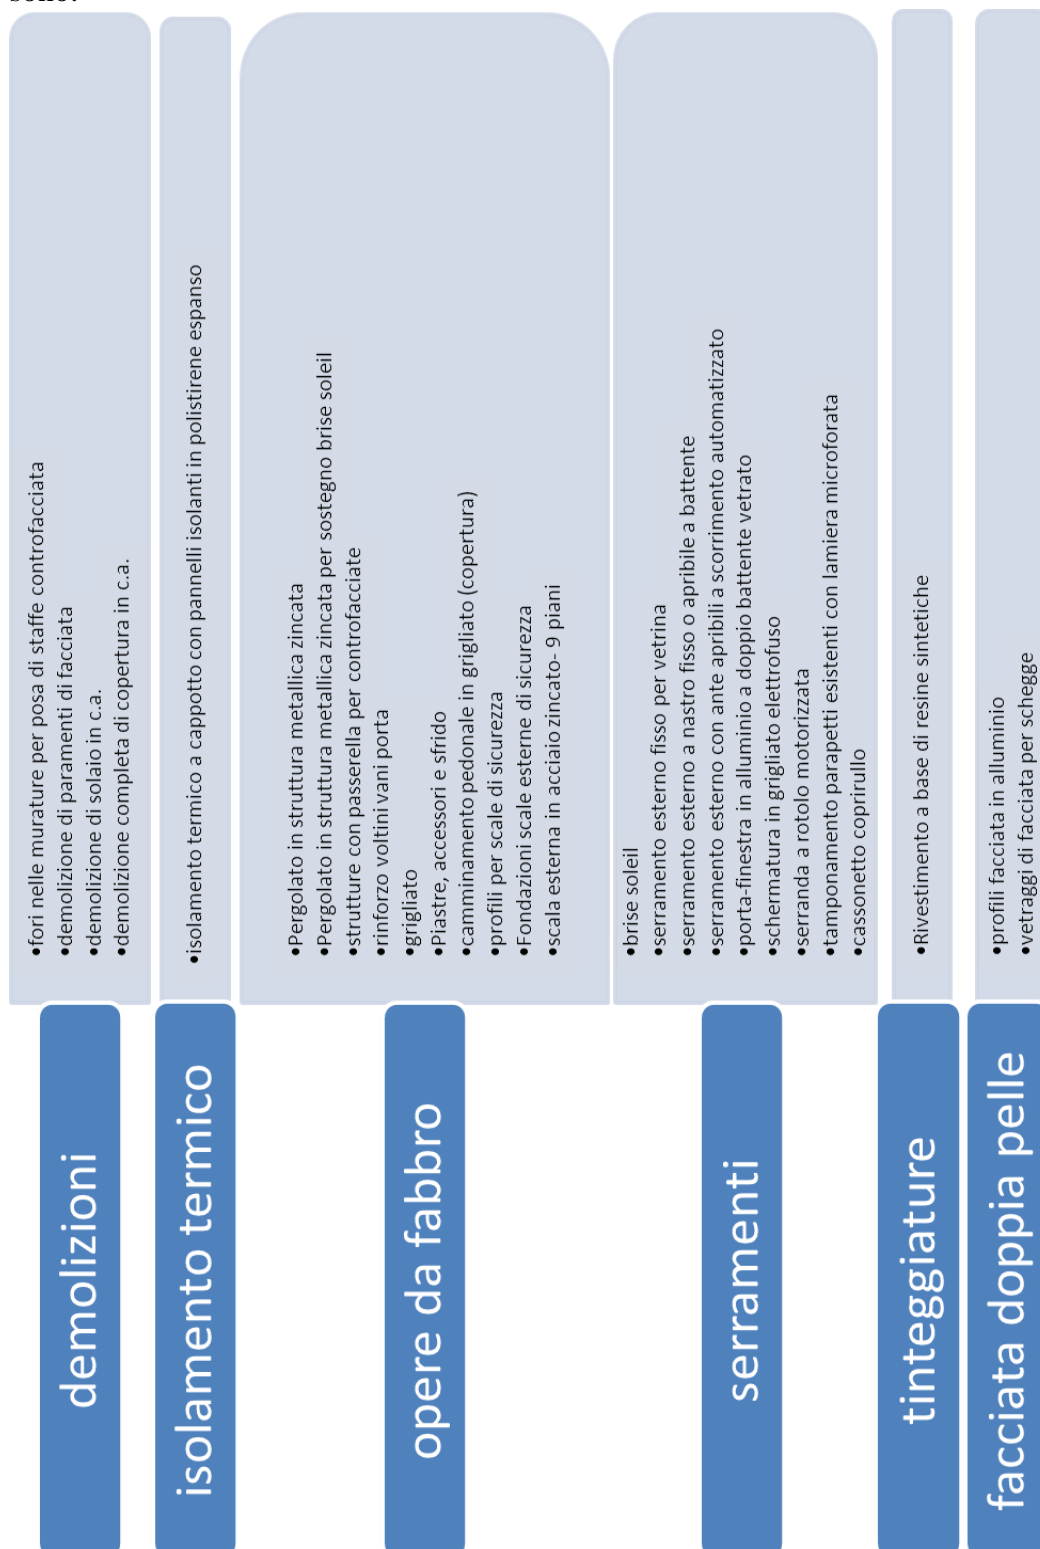 sono:
demolizioni
•fori nelle murature per posa di staffe controfacciata
•demolizione di paramenti di facciata
•demolizione di solaio in c.a.
•demolizione completa di copertura in c.a.
isolamento termico
•isolamento termico a cappotto con pannelli isolanti in polistirene espanso
opere da fabbro
•Pergolato in struttura metallica zincata
•Pergolato in struttura metallica zincata per sostegno brise soleil
•strutture con passerella per controfacciate
•rinforzo voltini vani porta
•grigliato
•Piastre, accessori e sfrido
•camminamento pedonale in grigliato (copertura)
•profili per scale di sicurezza
•Fondazioni scale esterne di sicurezza
•scala esterna in acciaio zincato- 9 piani
serramenti
•brise soleil
•serramento esterno fisso per vetrina
•serramento esterno a nastro fisso o apribile a battente
•serramento esterno con ante apribili a scorrimento automatizzato
•porta-finestra in alluminio a doppio battente vetrato
•schermatura in grigliato elettrofuso
•serranda a rotolo motorizzata
•tamponamento parapetti esistenti con lamiera microforata
•cassonetto coprirullo
tinteggiature
•Rivestimento a base di resine sintetiche
facciata doppia pelle
•profili facciata in alluminio
•vetraggi di facciata per schegge